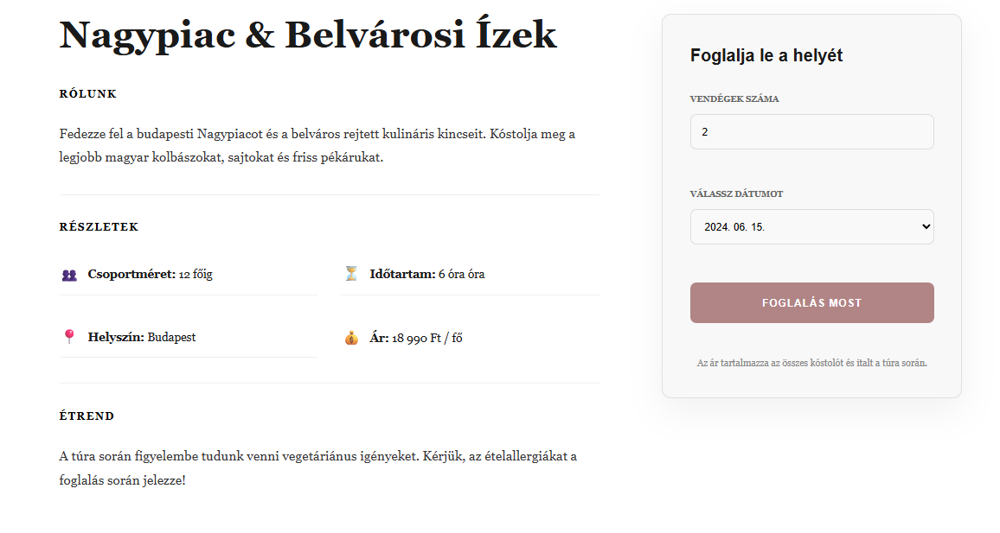 Nagypiac & Belvárosi Ízek
RÓLUNK
Fedezze fel a budapesti Nagypiacot és a belváros rejtett kulináris kincseit. Kóstolja meg a
legjobb magyar kolbászokat, sajtokat és friss pékárukat.
RÉSZLETEK
Csoportméret: 12 főig
Időtartam: 6 óra óra
Helyszín: Budapest
Ár: 18 990 Ft / fő
ÉTREND
A túra során figyelembe tudunk venni vegetáriánus igényeket. Kérjük, az ételallergiákat a
foglalás során jelezze!
Foglalja le a helyét
VENDÉGEK SZÁMA
2
VÁLASSZ DÁTUMOT
2024. 06. 15.
FOGLALÁS MOST
Az ár tartalmazza az összes kóstolót és italt a túra során.